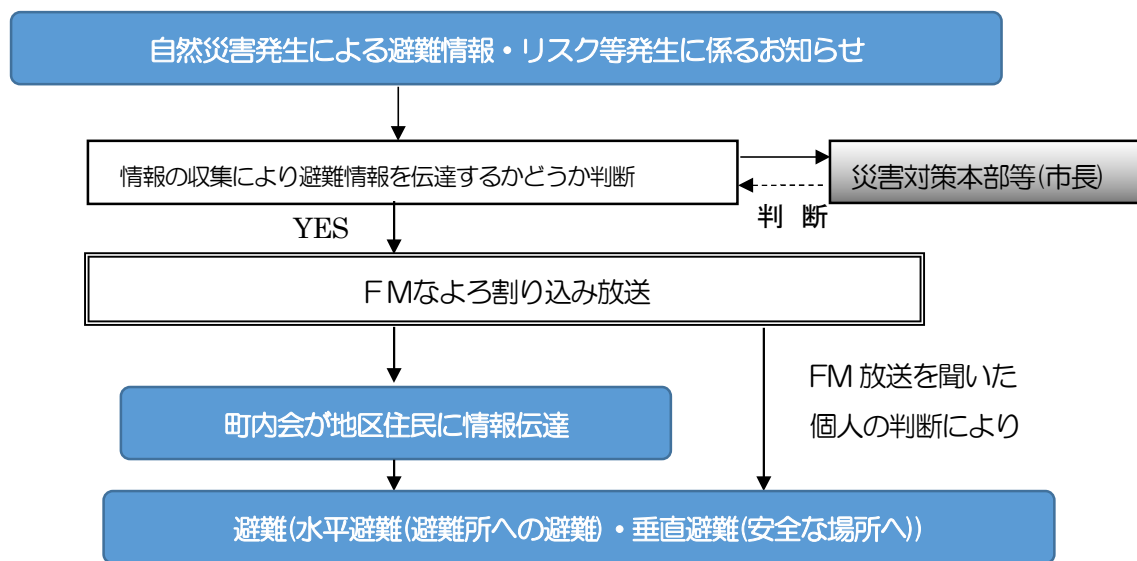 自然災害発生による避難情報・リスク等発生に係るお知らせ
情報の収集により避難情報を伝達するかどうか判断
災害対策本部等(市長)
判 断
YES
ＦＭなよろ割り込み放送
FM 放送を聞いた
個人の判断により
町内会が地区住民に情報伝達
避難(水平避難(避難所への避難)・垂直避難(安全な場所へ))